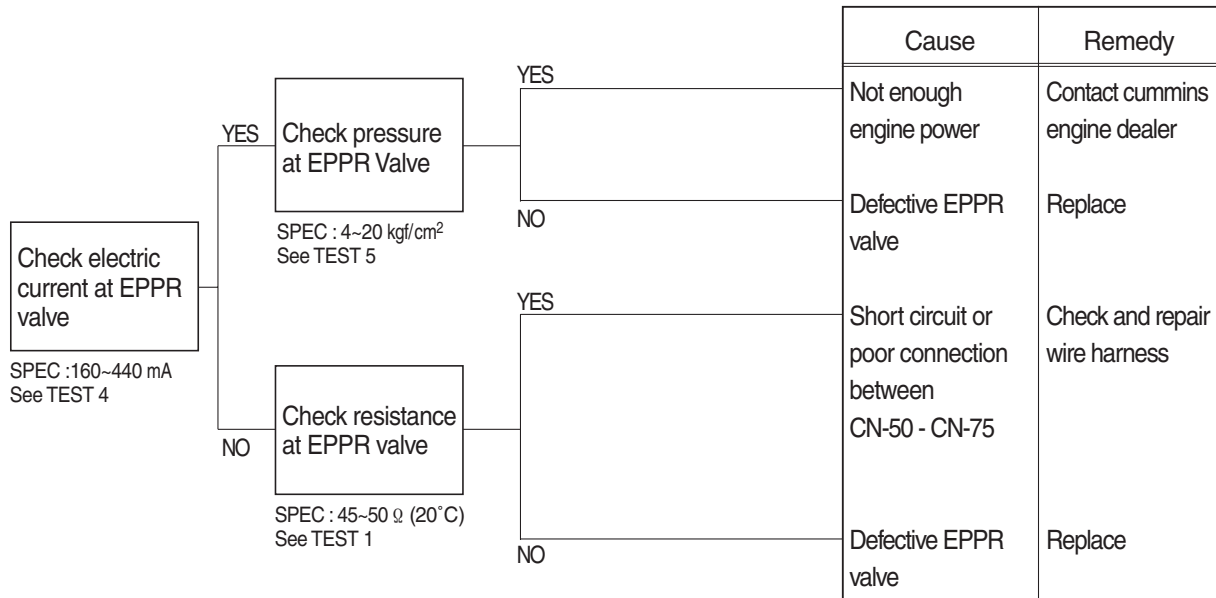 Cause
Remedy
YES
Not enough
engine power
Contact cummins
engine dealer
YES
Check pressure
at EPPR Valve
NO
Defective EPPR
valve
Replace
SPEC : 4~20 kgf/cm²
See TEST 5
Check electric
current at EPPR
valve
SPEC :160~440 mA
See TEST 4
YES
Short circuit or
poor connection
between
CN-50 - CN-75
Check and repair
wire harness
NO
Check resistance
at EPPR valve
SPEC : 45~50 Ω (20˚C)
See TEST 1
NO
Defective EPPR
valve
Replace